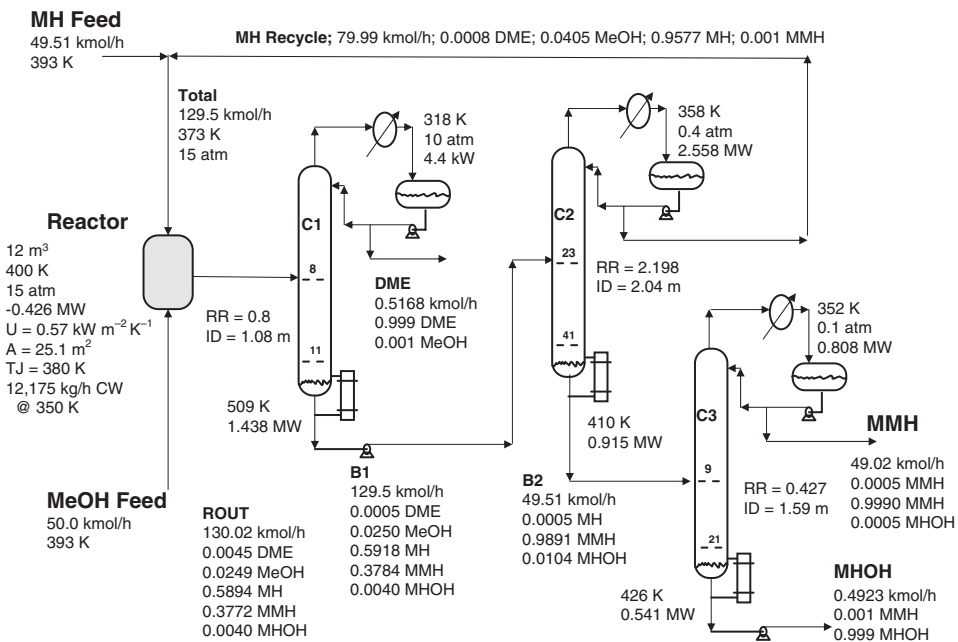 MH Feed
49.51 kmol/h
393 K
MH Recycle; 79.99 kmol/h; 0.0008 DME; 0.0405 MeOH; 0.9577 MH; 0.001 MMH
Total
129.5 kmol/h
373 K
15 atm
Reactor
12 m³
400 K
15 atm
-0.426 MW
U = 0.57 kW m⁻² K⁻¹
A = 25.1 m²
TJ = 380 K
12,175 kg/h CW
@ 350 K
MeOH Feed
50.0 kmol/h
393 K
ROUT
130.02 kmol/h
0.0045 DME
0.0249 MeOH
0.5894 MH
0.3772 MMH
0.0040 MHOH
C1
8
11
RR = 0.8
ID = 1.08 m
318 K
10 atm
4.4 kW
DME
0.5168 kmol/h
0.999 DME
0.001 MeOH
509 K
1.438 MW
B1
129.5 kmol/h
0.0005 DME
0.0250 MeOH
0.5918 MH
0.3784 MMH
0.0040 MHOH
C2
23
41
358 K
0.4 atm
2.558 MW
RR = 2.198
ID = 2.04 m
410 K
0.915 MW
B2
49.51 kmol/h
0.0005 MH
0.9891 MMH
0.0104 MHOH
C3
9
21
352 K
0.1 atm
0.808 MW
MMH
49.02 kmol/h
0.0005 MMH
0.9990 MMH
0.0005 MHOH
RR = 0.427
ID = 1.59 m
426 K
0.541 MW
MHOH
0.4923 kmol/h
0.001 MMH
0.999 MHOH